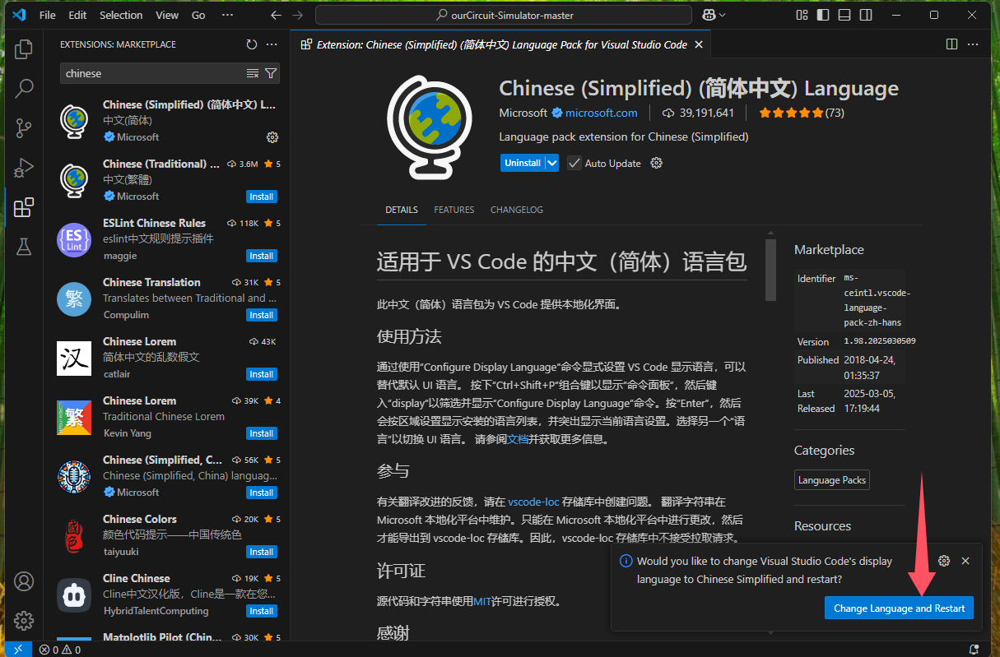 File Edit Selection View Go ··· ourCircuit-Simulator-master
EXTENSIONS: MARKETPLACE
chinese
Chinese (Simplified) (简体中文) L...
中文(简体)
Microsoft
Chinese (Traditional) ... 3.6M 5
中文(繁體)
Microsoft Install
ESLint Chinese Rules 118K 5
eslint中文规则提示插件
maggie Install
Chinese Translation 31K 5
Translates between Traditional and ...
Compulim Install
Chinese Lorem 43K
简体中文的乱数假文
catlair Install
Chinese Lorem 39K 4
Traditional Chinese Lorem
Kevin Yang Install
Chinese (Simplified, C... 56K 5
Chinese (Simplified, China) languag...
Microsoft Install
Chinese Colors 20K 5
颜色代码提示——中国传统色
taiyuuki Install
Cline Chinese 19K 5
Cline中文汉化版，Cline是一款在您...
HybridTalentComputing Install
Matplotlib Pilot (Chin... 30K 5
ES
Lint
繁
汉
繁
國色
Extension: Chinese (Simplified) (简体中文) Language Pack for Visual Studio Code
Chinese (Simplified) (简体中文) Language
Microsoft microsoft.com 39,191,641 (73)
Language pack extension for Chinese (Simplified)
Uninstall Auto Update
DETAILS FEATURES CHANGELOG
适用于 VS Code 的中文（简体）语言包
此中文（简体）语言包为 VS Code 提供本地化界面。
使用方法
通过使用“Configure Display Language”命令显式设置 VS Code 显示语言，可以
替代默认 UI 语言。 按下“Ctrl+Shift+P”组合键以显示“命令面板”，然后键
入“display”以筛选并显示“Configure Display Language”命令。按“Enter”，然后
会按区域设置显示安装的语言列表，并突出显示当前语言设置。选择另一个“语
言”以切换 UI 语言。 请参阅文档并获取更多信息。
参与
有关翻译改进的反馈，请在 vscode-loc 存储库中创建问题。 翻译字符串在
Microsoft 本地化平台中维护。只能在 Microsoft 本地化平台中进行更改，然后
才能导出到 vscode-loc 存储库。因此，vscode-loc 存储库中不接受拉取请求。
许可证
源代码和字符串使用MIT许可进行授权。
感谢
Marketplace
Identifier ms-
ceintl.vscode-
language-
pack-zh-hans
Version 1.98.2025030509
Published 2018-04-24,
01:35:37
Last 2025-03-05,
Released 17:19:44
Categories
Language Packs
Resources
Would you like to change Visual Studio Code's display
language to Chinese Simplified and restart?
Change Language and Restart
0 0